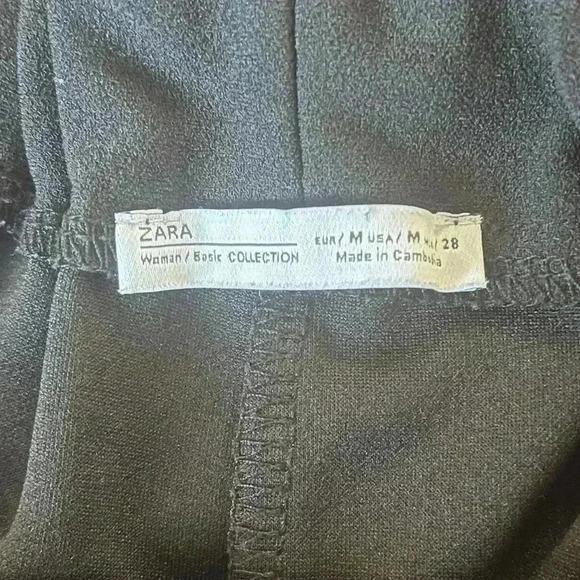 ZARA
Woman / Basic COLLECTION
EUR/ M USA/ M / 28
Made in Cambodia